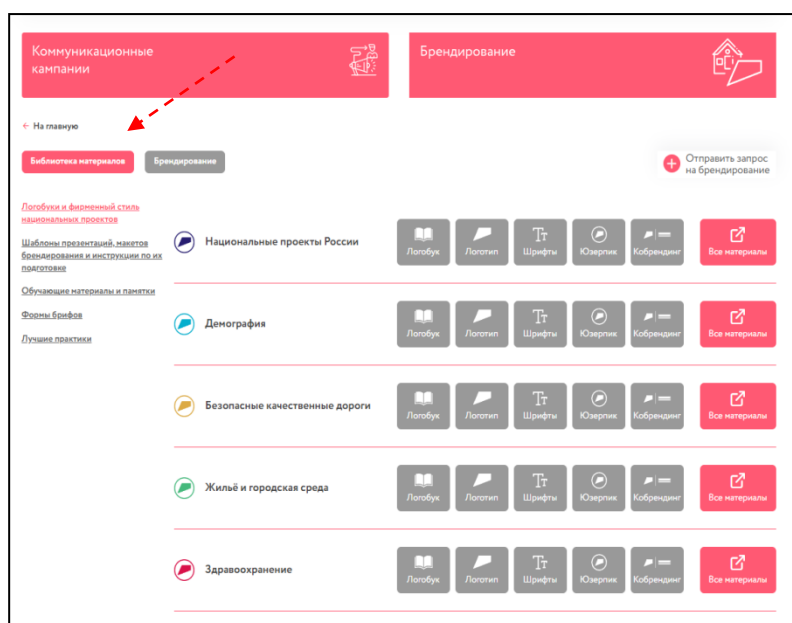 Коммуникационные
кампании
Брендирование
← На главную
Библиотека материалов
Брендирование
Отправить запрос
на брендирование
Логобуки и фирменный стиль
национальных проектов
Шаблоны презентаций, макетов
брендирования и инструкции по их
подготовке
Обучающие материалы и памятки
Формы брифов
Лучшие практики
Национальные проекты России
Логобук
Логотип
Шрифты
Юзерпик
Кобрендинг
Все материалы
Демография
Логобук
Логотип
Шрифты
Юзерпик
Кобрендинг
Все материалы
Безопасные качественные дороги
Логобук
Логотип
Шрифты
Юзерпик
Кобрендинг
Все материалы
Жильё и городская среда
Логобук
Логотип
Шрифты
Юзерпик
Кобрендинг
Все материалы
Здравоохранение
Логобук
Логотип
Шрифты
Юзерпик
Кобрендинг
Все материалы